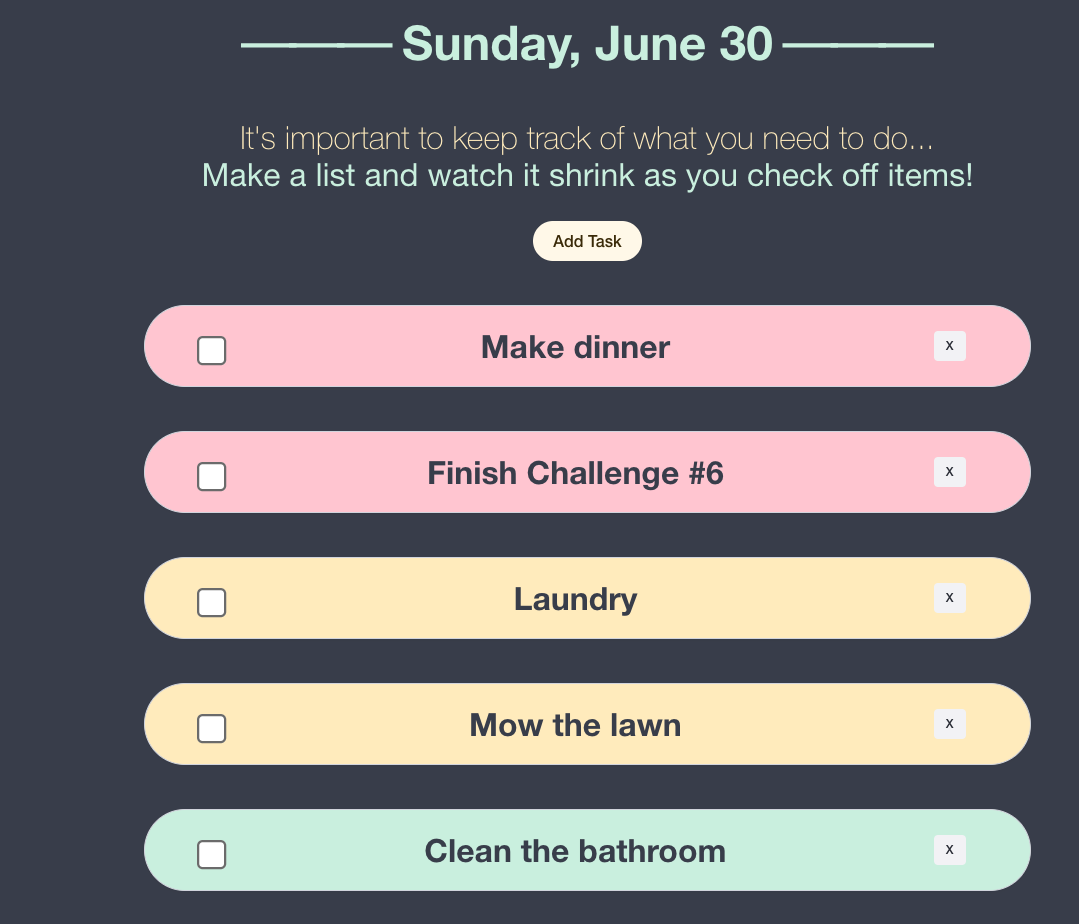 Sunday, June 30
It's important to keep track of what you need to do...
Make a list and watch it shrink as you check off items!
Add Task
Make dinner x
Finish Challenge #6 x
Laundry x
Mow the lawn x
Clean the bathroom x